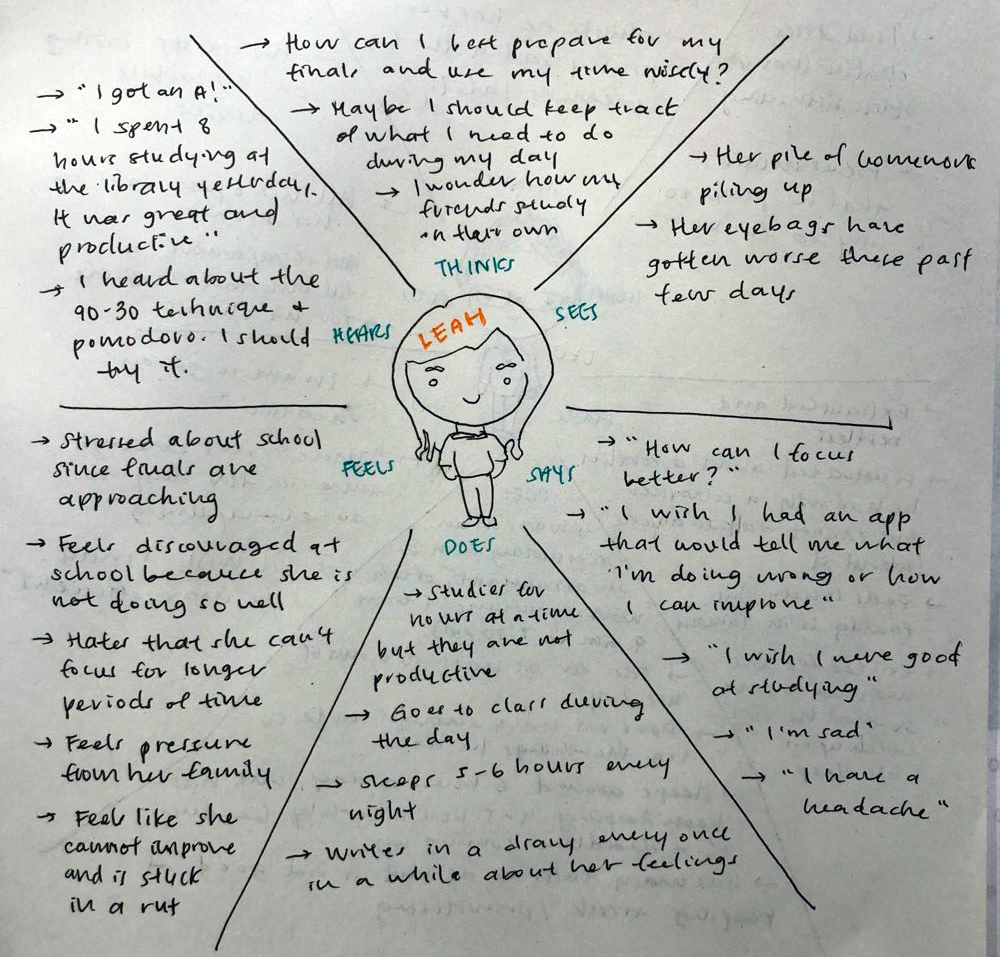 → How can I best prepare for my
finals and use my time wisely?
→ Maybe I should keep track
of what I need to do
during my day
→ I wonder how my
friends study
on their own
THINKS
→ "I got an A!"
→ "I spent 8
hours studying at
the library yesterday.
It was great and
productive"
→ I heard about the
90-30 technique +
pomodoro. I should
try it.
HEARS
LEAH
SEES
→ Her pile of homework
piling up
→ Her eyebags have
gotten worse these past
few days
→ Stressed about school
since finals are
approaching
→ Feels discouraged at
school because she is
not doing so well
→ Hates that she can't
focus for longer
periods of time
→ Feels pressure
from her family
→ Feels like she
cannot improve
and is stuck
in a rut
FEELS
SAYS
→ "How can I focus
better?"
→ "I wish I had an app
that would tell me what
I'm doing wrong or how
I can improve"
→ "I wish I were good
at studying"
→ "I'm sad"
→ "I have a
headache"
DOES
→ Studies for
hours at a time
but they are not
productive
→ Goes to class during
the day
→ sleeps 5-6 hours every
night
→ writes in a diary every once
in a while about her feelings